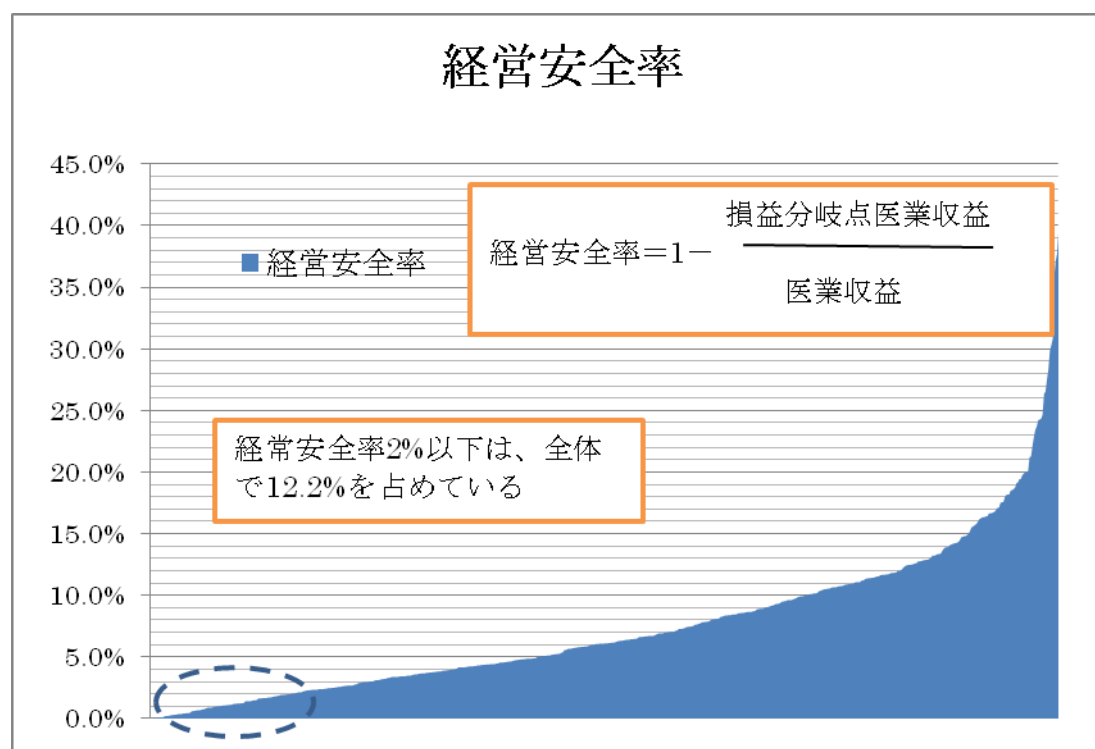 経営安全率
45.0%
40.0%
35.0%
30.0%
25.0%
20.0%
15.0%
10.0%
5.0%
0.0%
経営安全率
損益分岐点医業収益
経営安全率=1－
医業収益
経常安全率2%以下は、全体
で12.2%を占めている